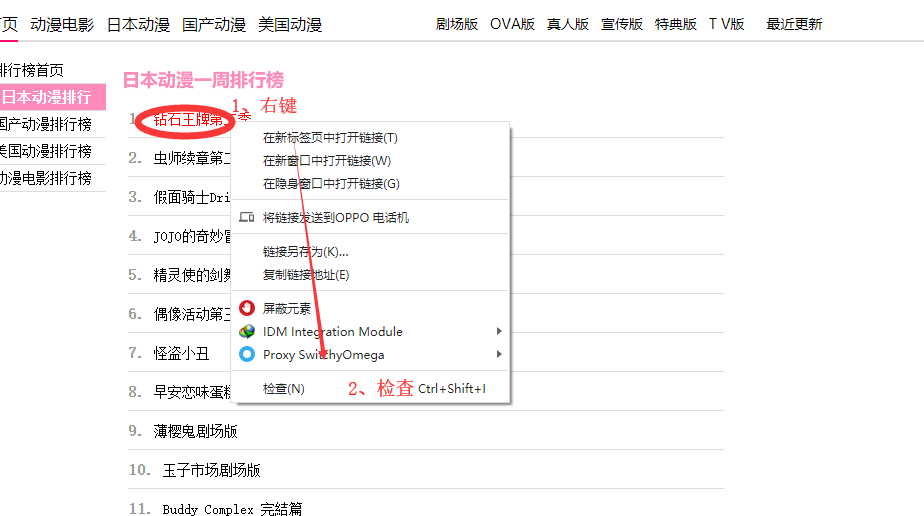 页 动漫电影 日本动漫 国产动漫 美国动漫 剧场版 OVA版 真人版 宣传版 特典版 T V版 最近更新
排行榜首页
日本动漫排行
国产动漫排行榜
美国动漫排行榜
动漫电影排行榜
日本动漫一周排行榜
1、右键
1. 钻石王牌第
2. 虫师续章第二
3. 假面骑士Dri
4. JOJO的奇妙冒
5. 精灵使的剑舞
6. 偶像活动第三
7. 怪盗小丑
8. 早安恋味蛋糕
9. 薄樱鬼剧场版
10. 王子市场剧场版
11. Buddy Complex 完結篇
在新标签页中打开链接(T)
在新窗口中打开链接(W)
在隐身窗口中打开链接(G)
将链接发送到OPPO 电话机
链接另存为(K)...
复制链接地址(E)
屏蔽元素
IDM Integration Module
Proxy SwitchyOmega
检查(N) 2、检查 Ctrl+Shift+I